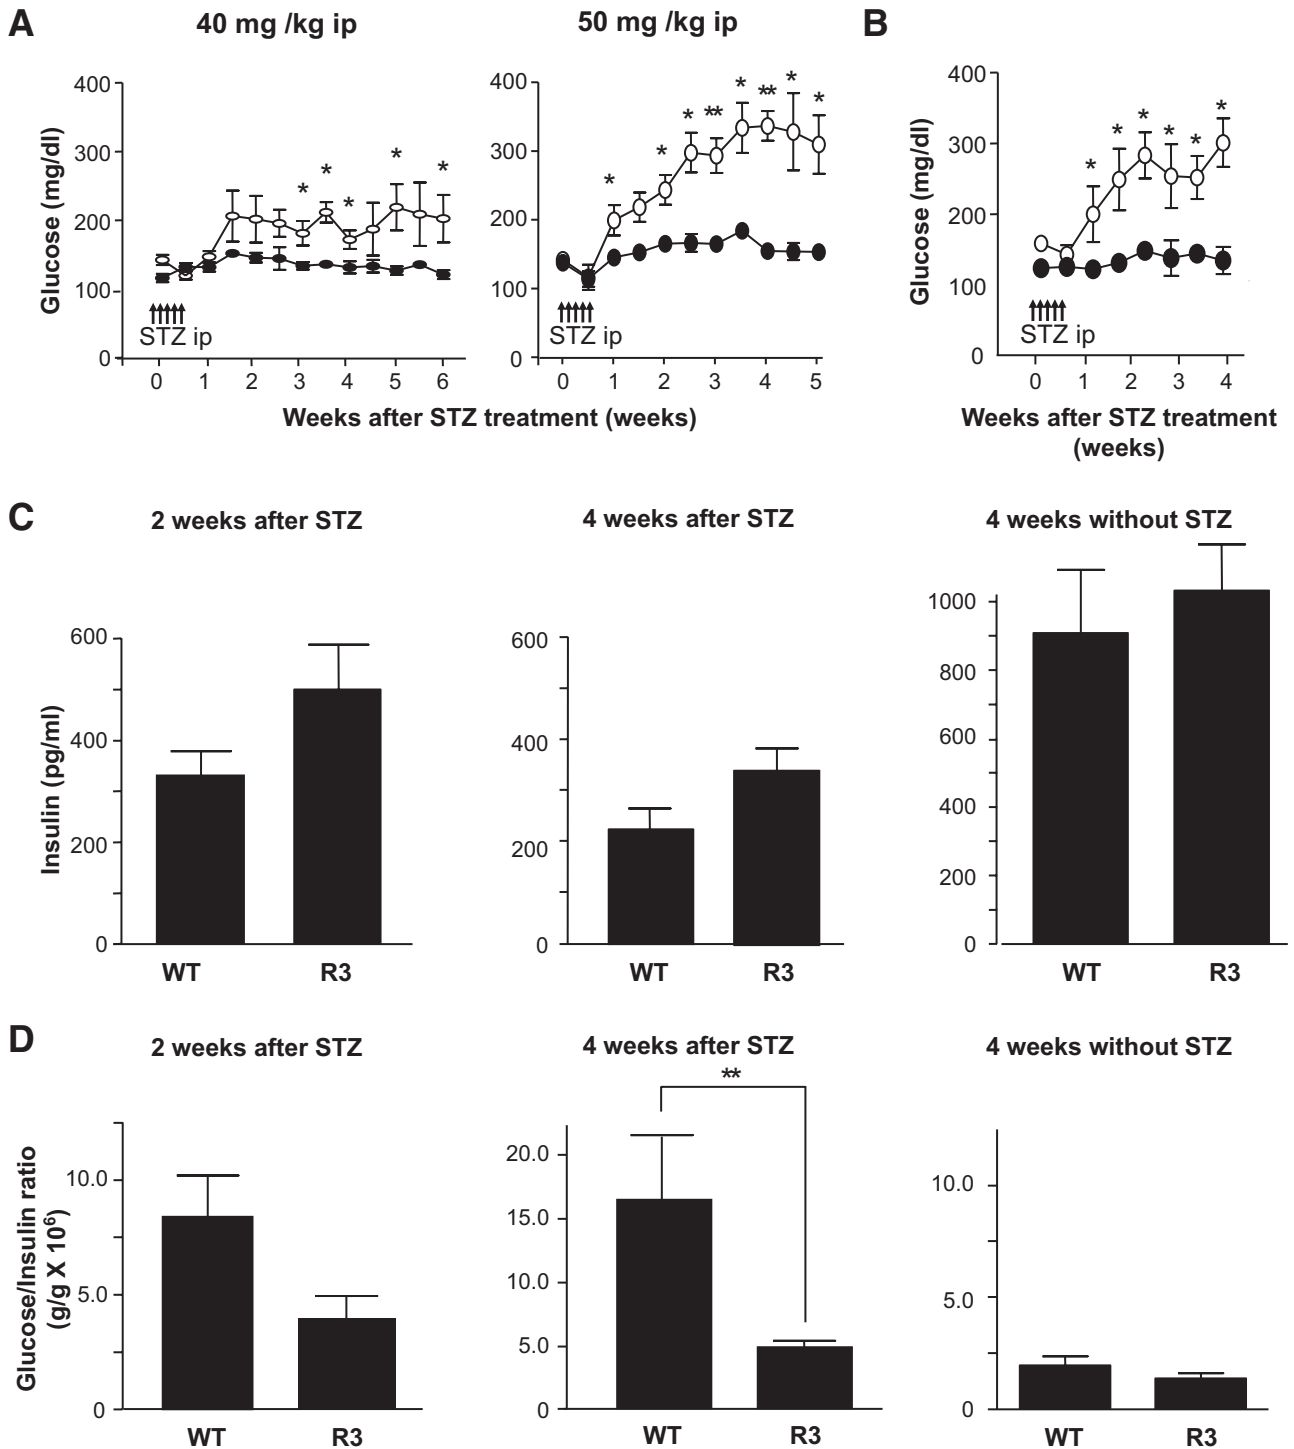 A
40 mg /kg ip
50 mg /kg ip
B
Glucose (mg/dl)
400
300
200
100
0
* * * * *
STZ ip
0 1 2 3 4 5 6
400
300
200
100
0
* * * ** * ** * *
STZ ip
0 1 2 3 4 5
Weeks after STZ treatment (weeks)
Glucose (mg/dl)
400
300
200
100
0
* * * * * *
STZ ip
0 1 2 3 4
Weeks after STZ treatment
(weeks)
C
2 weeks after STZ
4 weeks after STZ
4 weeks without STZ
Insulin (pg/ml)
600
400
200
0
WT R3
600
400
200
0
WT R3
1000
800
600
400
200
0
WT R3
D
2 weeks after STZ
4 weeks after STZ
4 weeks without STZ
Glucose/Insulin ratio
(g/g X 10⁶)
10.0
5.0
0
WT R3
**
20.0
15.0
10.0
5.0
0
WT R3
10.0
5.0
0
WT R3